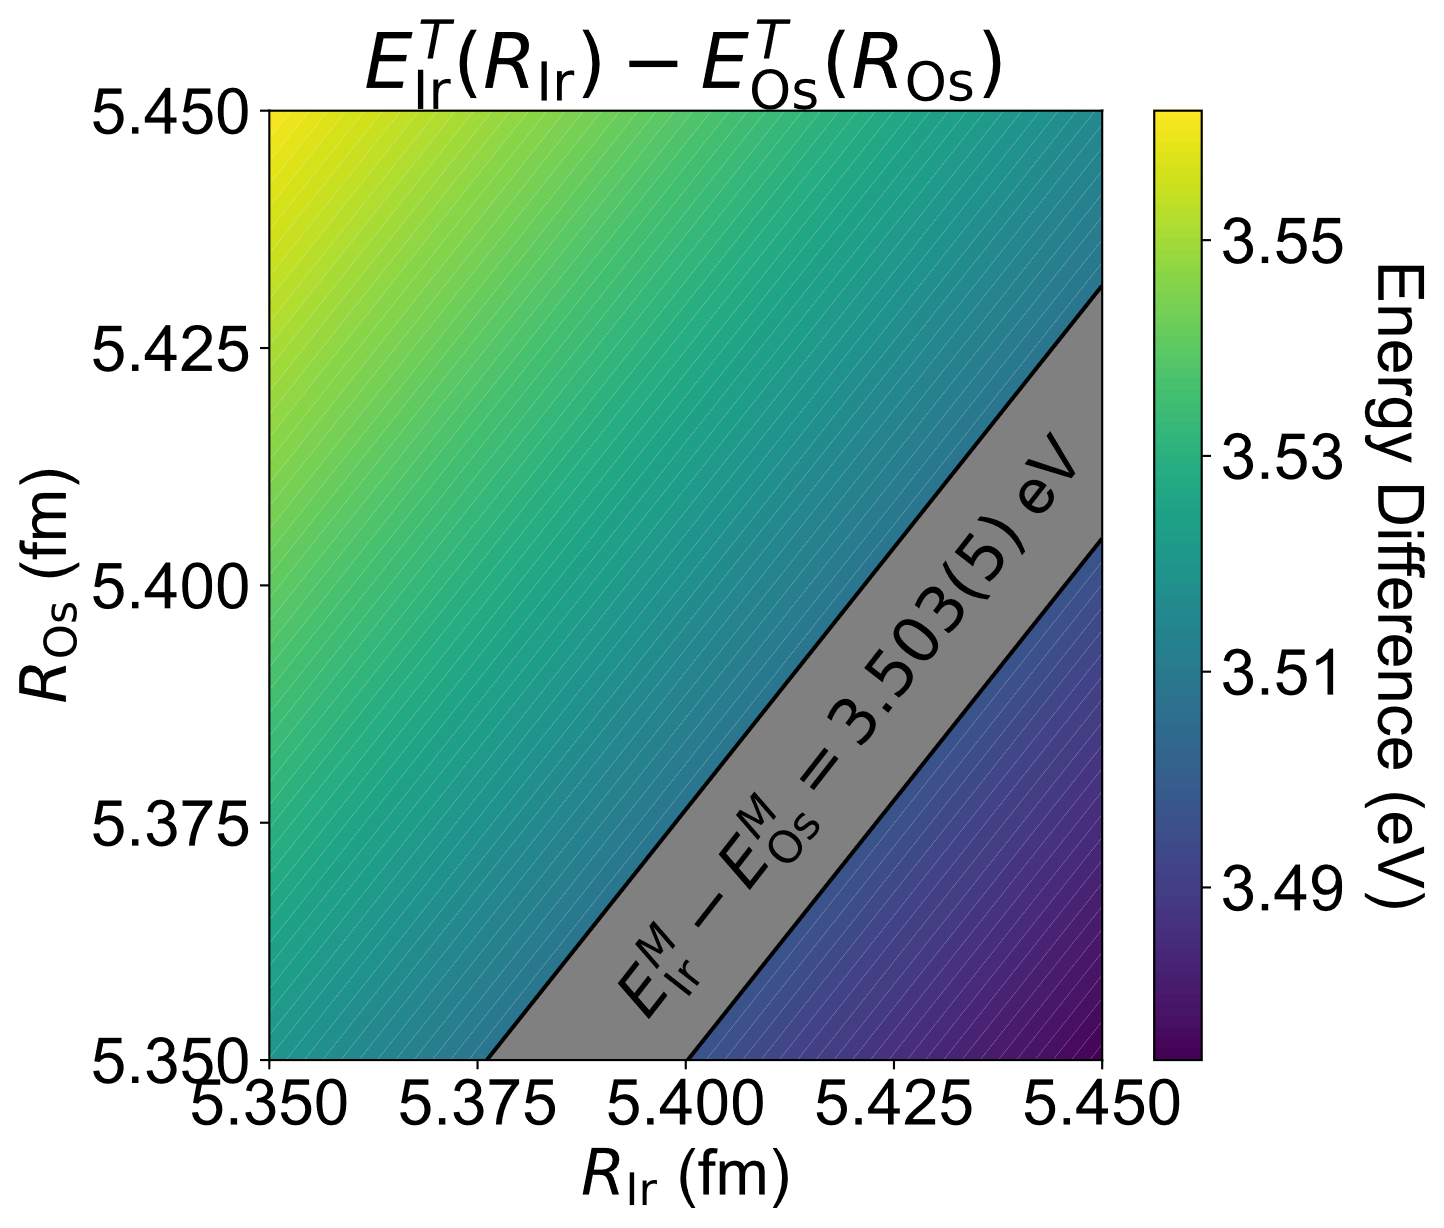 E^T_Ir(R_Ir) − E^T_Os(R_Os)
5.450
5.425
5.400
5.375
5.350
R_Os (fm)
E^M_Ir − E^M_Os = 3.503(5) eV
5.350 5.375 5.400 5.425 5.450
R_Ir (fm)
3.55
3.53
3.51
3.49
Energy Difference (eV)